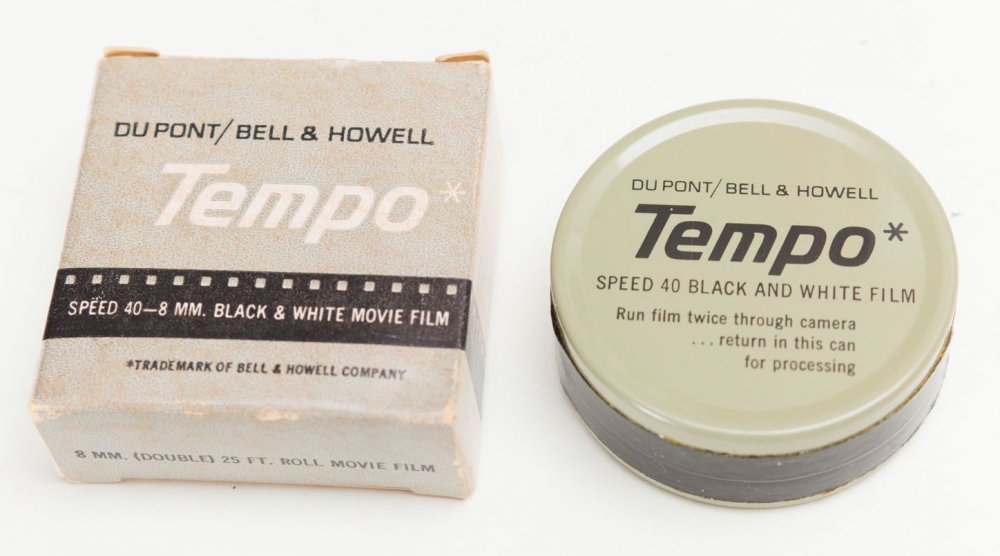 DU PONT/BELL & HOWELL
Tempo*
SPEED 40—8 MM. BLACK & WHITE MOVIE FILM
*TRADEMARK OF BELL & HOWELL COMPANY
8 MM. (DOUBLE) 25 FT. ROLL MOVIE FILM
DU PONT/BELL & HOWELL
Tempo*
SPEED 40 BLACK AND WHITE FILM
Run film twice through camera
...return in this can
for processing